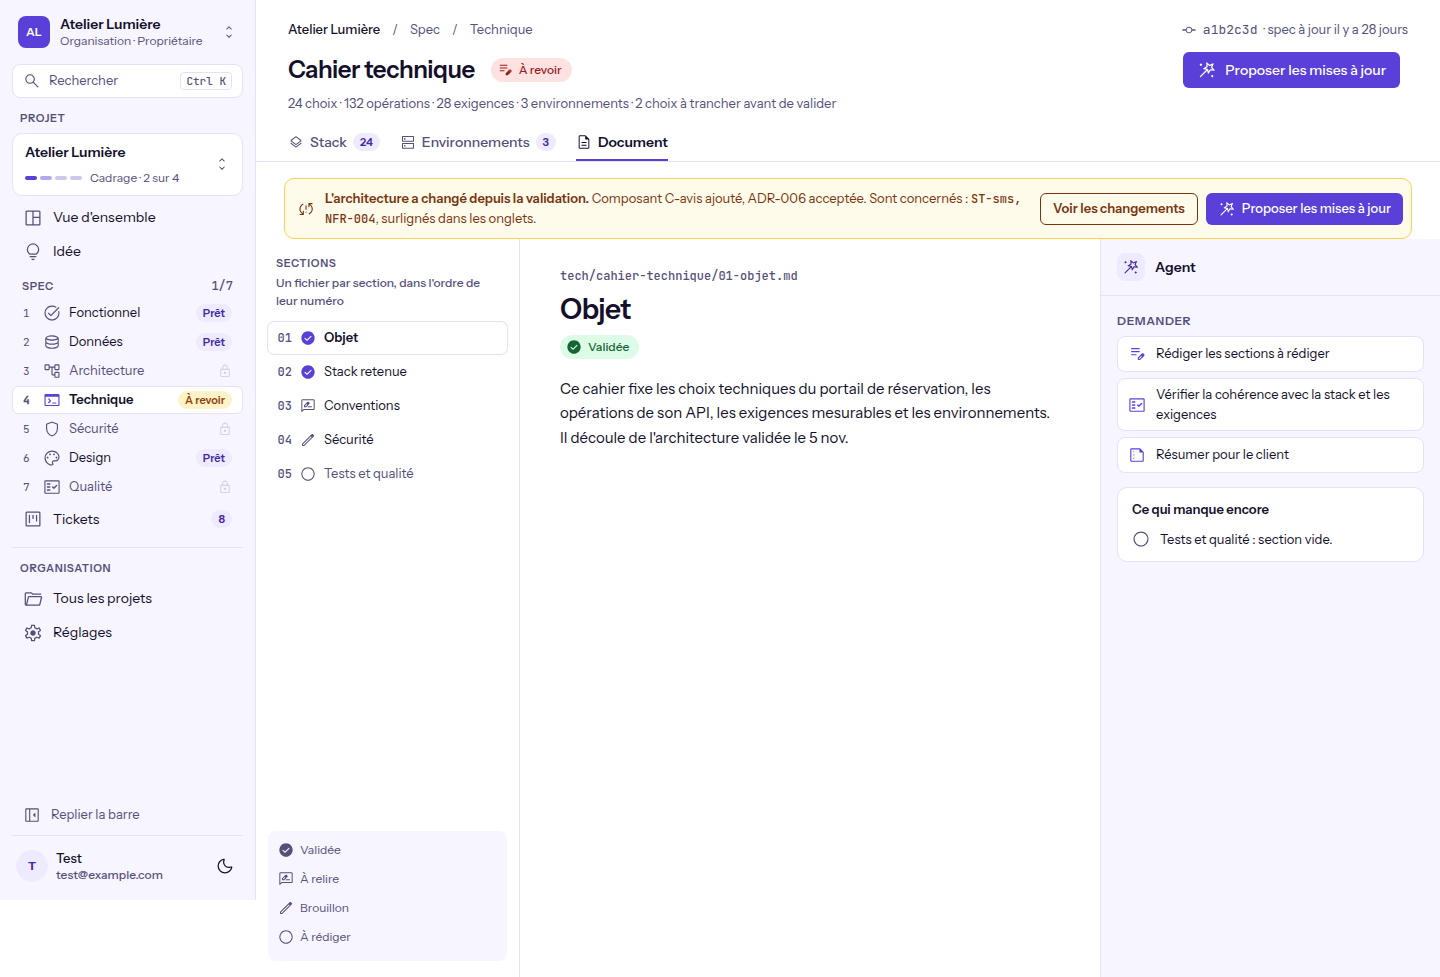 AL
Atelier Lumière
Organisation · Propriétaire
Rechercher
Ctrl K
PROJET
Atelier Lumière
Cadrage · 2 sur 4
Vue d'ensemble
Idée
SPEC 1/7
1 Fonctionnel Prêt
2 Données Prêt
3 Architecture
4 Technique À revoir
5 Sécurité
6 Design Prêt
7 Qualité
Tickets 8
ORGANISATION
Tous les projets
Réglages
Replier la barre
T
Test
test@example.com
Atelier Lumière / Spec / Technique
a1b2c3d · spec à jour il y a 28 jours
Cahier technique
À revoir
Proposer les mises à jour
24 choix · 132 opérations · 28 exigences · 3 environnements · 2 choix à trancher avant de valider
Stack 24 Environnements 3 Document
L'architecture a changé depuis la validation. Composant C-avis ajouté, ADR-006 acceptée. Sont concernés : ST-sms,
NFR-004, surlignés dans les onglets.
Voir les changements
Proposer les mises à jour
SECTIONS
Un fichier par section, dans l'ordre de
leur numéro
01 Objet
02 Stack retenue
03 Conventions
04 Sécurité
05 Tests et qualité
Validée
À relire
Brouillon
À rédiger
tech/cahier-technique/01-objet.md
Objet
Validée
Ce cahier fixe les choix techniques du portail de réservation, les
opérations de son API, les exigences mesurables et les environnements.
Il découle de l'architecture validée le 5 nov.
Agent
DEMANDER
Rédiger les sections à rédiger
Vérifier la cohérence avec la stack et les
exigences
Résumer pour le client
Ce qui manque encore
Tests et qualité : section vide.